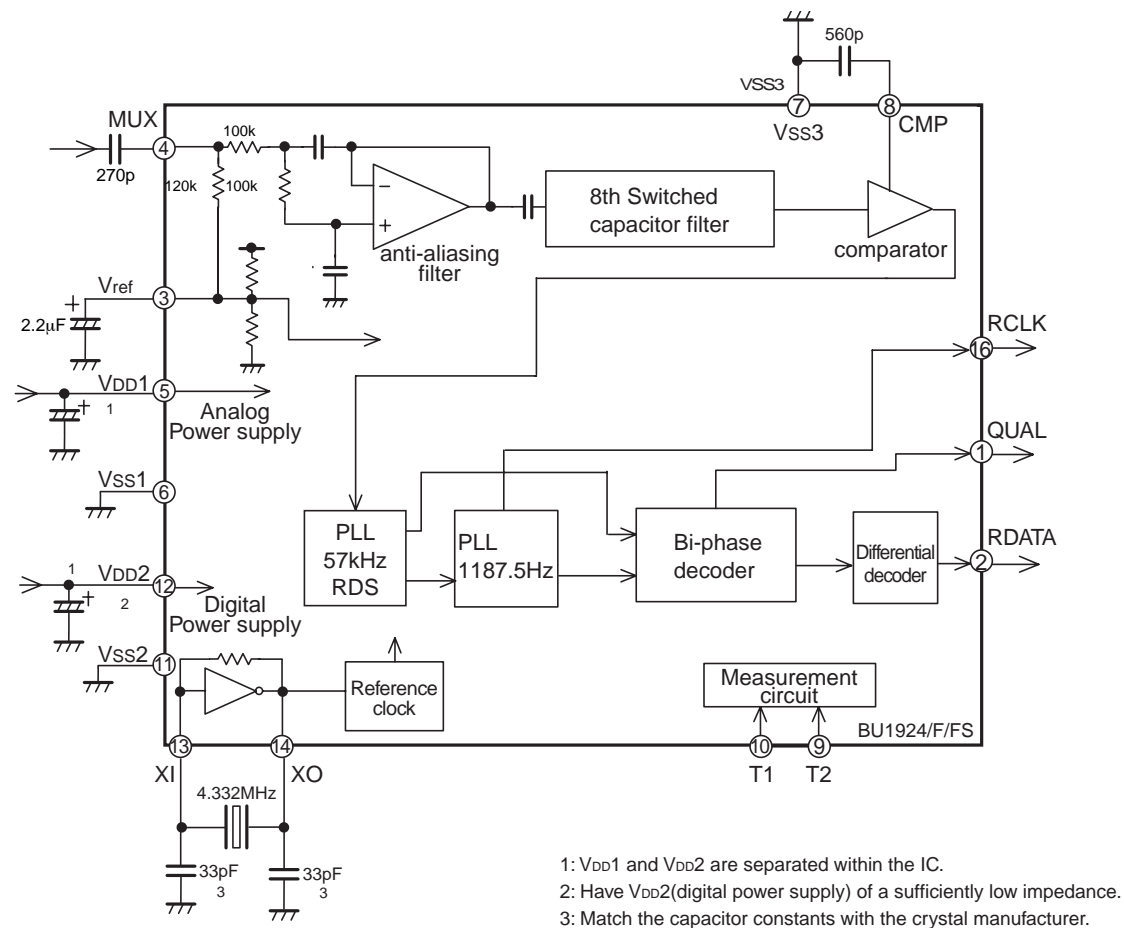 560p
VSS3
7
8
Vss3
CMP
MUX
4
270p
100k
120k
100k
−
+
anti-aliasing
filter
8th Switched
capacitor filter
comparator
Vref
3
+
2.2µF
RCLK
16
VDD1
5
+
1
Analog
Power supply
QUAL
1
Vss1
6
PLL
57kHz
RDS
PLL
1187.5Hz
Bi-phase
decoder
Differential
decoder
RDATA
2
1
VDD2
12
+
2
Digital
Power supply
Vss2
11
Reference
clock
Measurement
circuit
BU1924/F/FS
13
14
10
9
XI
XO
T1
T2
4.332MHz
33pF
3
33pF
3
1: VDD1 and VDD2 are separated within the IC.
2: Have VDD2(digital power supply) of a sufficiently low impedance.
3: Match the capacitor constants with the crystal manufacturer.